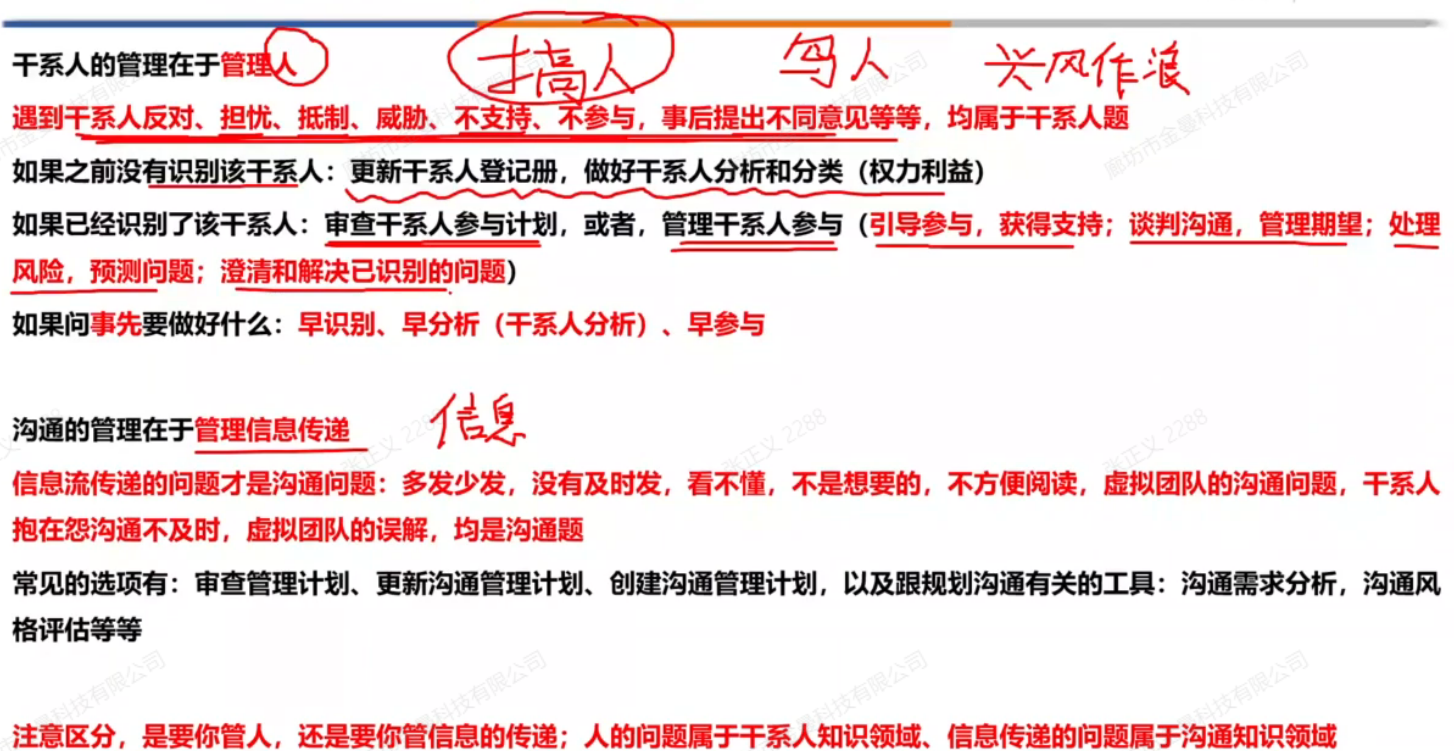 干系人的管理在于管理人 搞人 鸟人 兴风作浪
遇到干系人反对、担忧、抵制、威胁、不支持、不参与，事后提出不同意见等等，均属于干系人题
如果之前没有识别该干系人：更新干系人登记册，做好干系人分析和分类（权力利益）
如果已经识别了该干系人：审查干系人参与计划，或者，管理干系人参与（引导参与，获得支持；谈判沟通，管理期望；处理
风险，预测问题；澄清和解决已识别的问题）
如果问事先要做好什么：早识别、早分析（干系人分析）、早参与
沟通的管理在于管理信息传递 信息
信息流传递的问题才是沟通问题：多发少发，没有及时发，看不懂，不是想要的，不方便阅读，虚拟团队的沟通问题，干系人
抱在怨沟通不及时，虚拟团队的误解，均是沟通题
常见的选项有：审查管理计划、更新沟通管理计划、创建沟通管理计划，以及跟规划沟通有关的工具：沟通需求分析，沟通风
格评估等等
张正义 2288
廊坊市金曼科技有限公司
注意区分，是要你管人，还是要你管信息的传递；人的问题属于干系人知识领域、信息传递的问题属于沟通知识领域